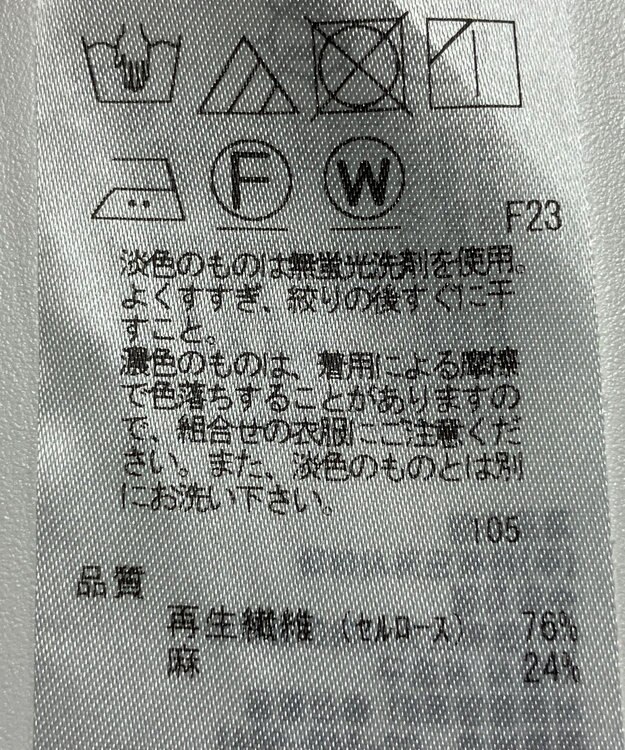 F
W
F23
淡色のものは無蛍光洗剤を使用。
よくすすぎ、絞りの後すぐに干
すこと。
濃色のものは、着用による摩擦
で色落ちすることがありますの
で、組合せの衣服にご注意くだ
さい。また、淡色のものとは別
にお洗い下さい。
105
品質
再生繊維(セルロース) 76%
麻 24%